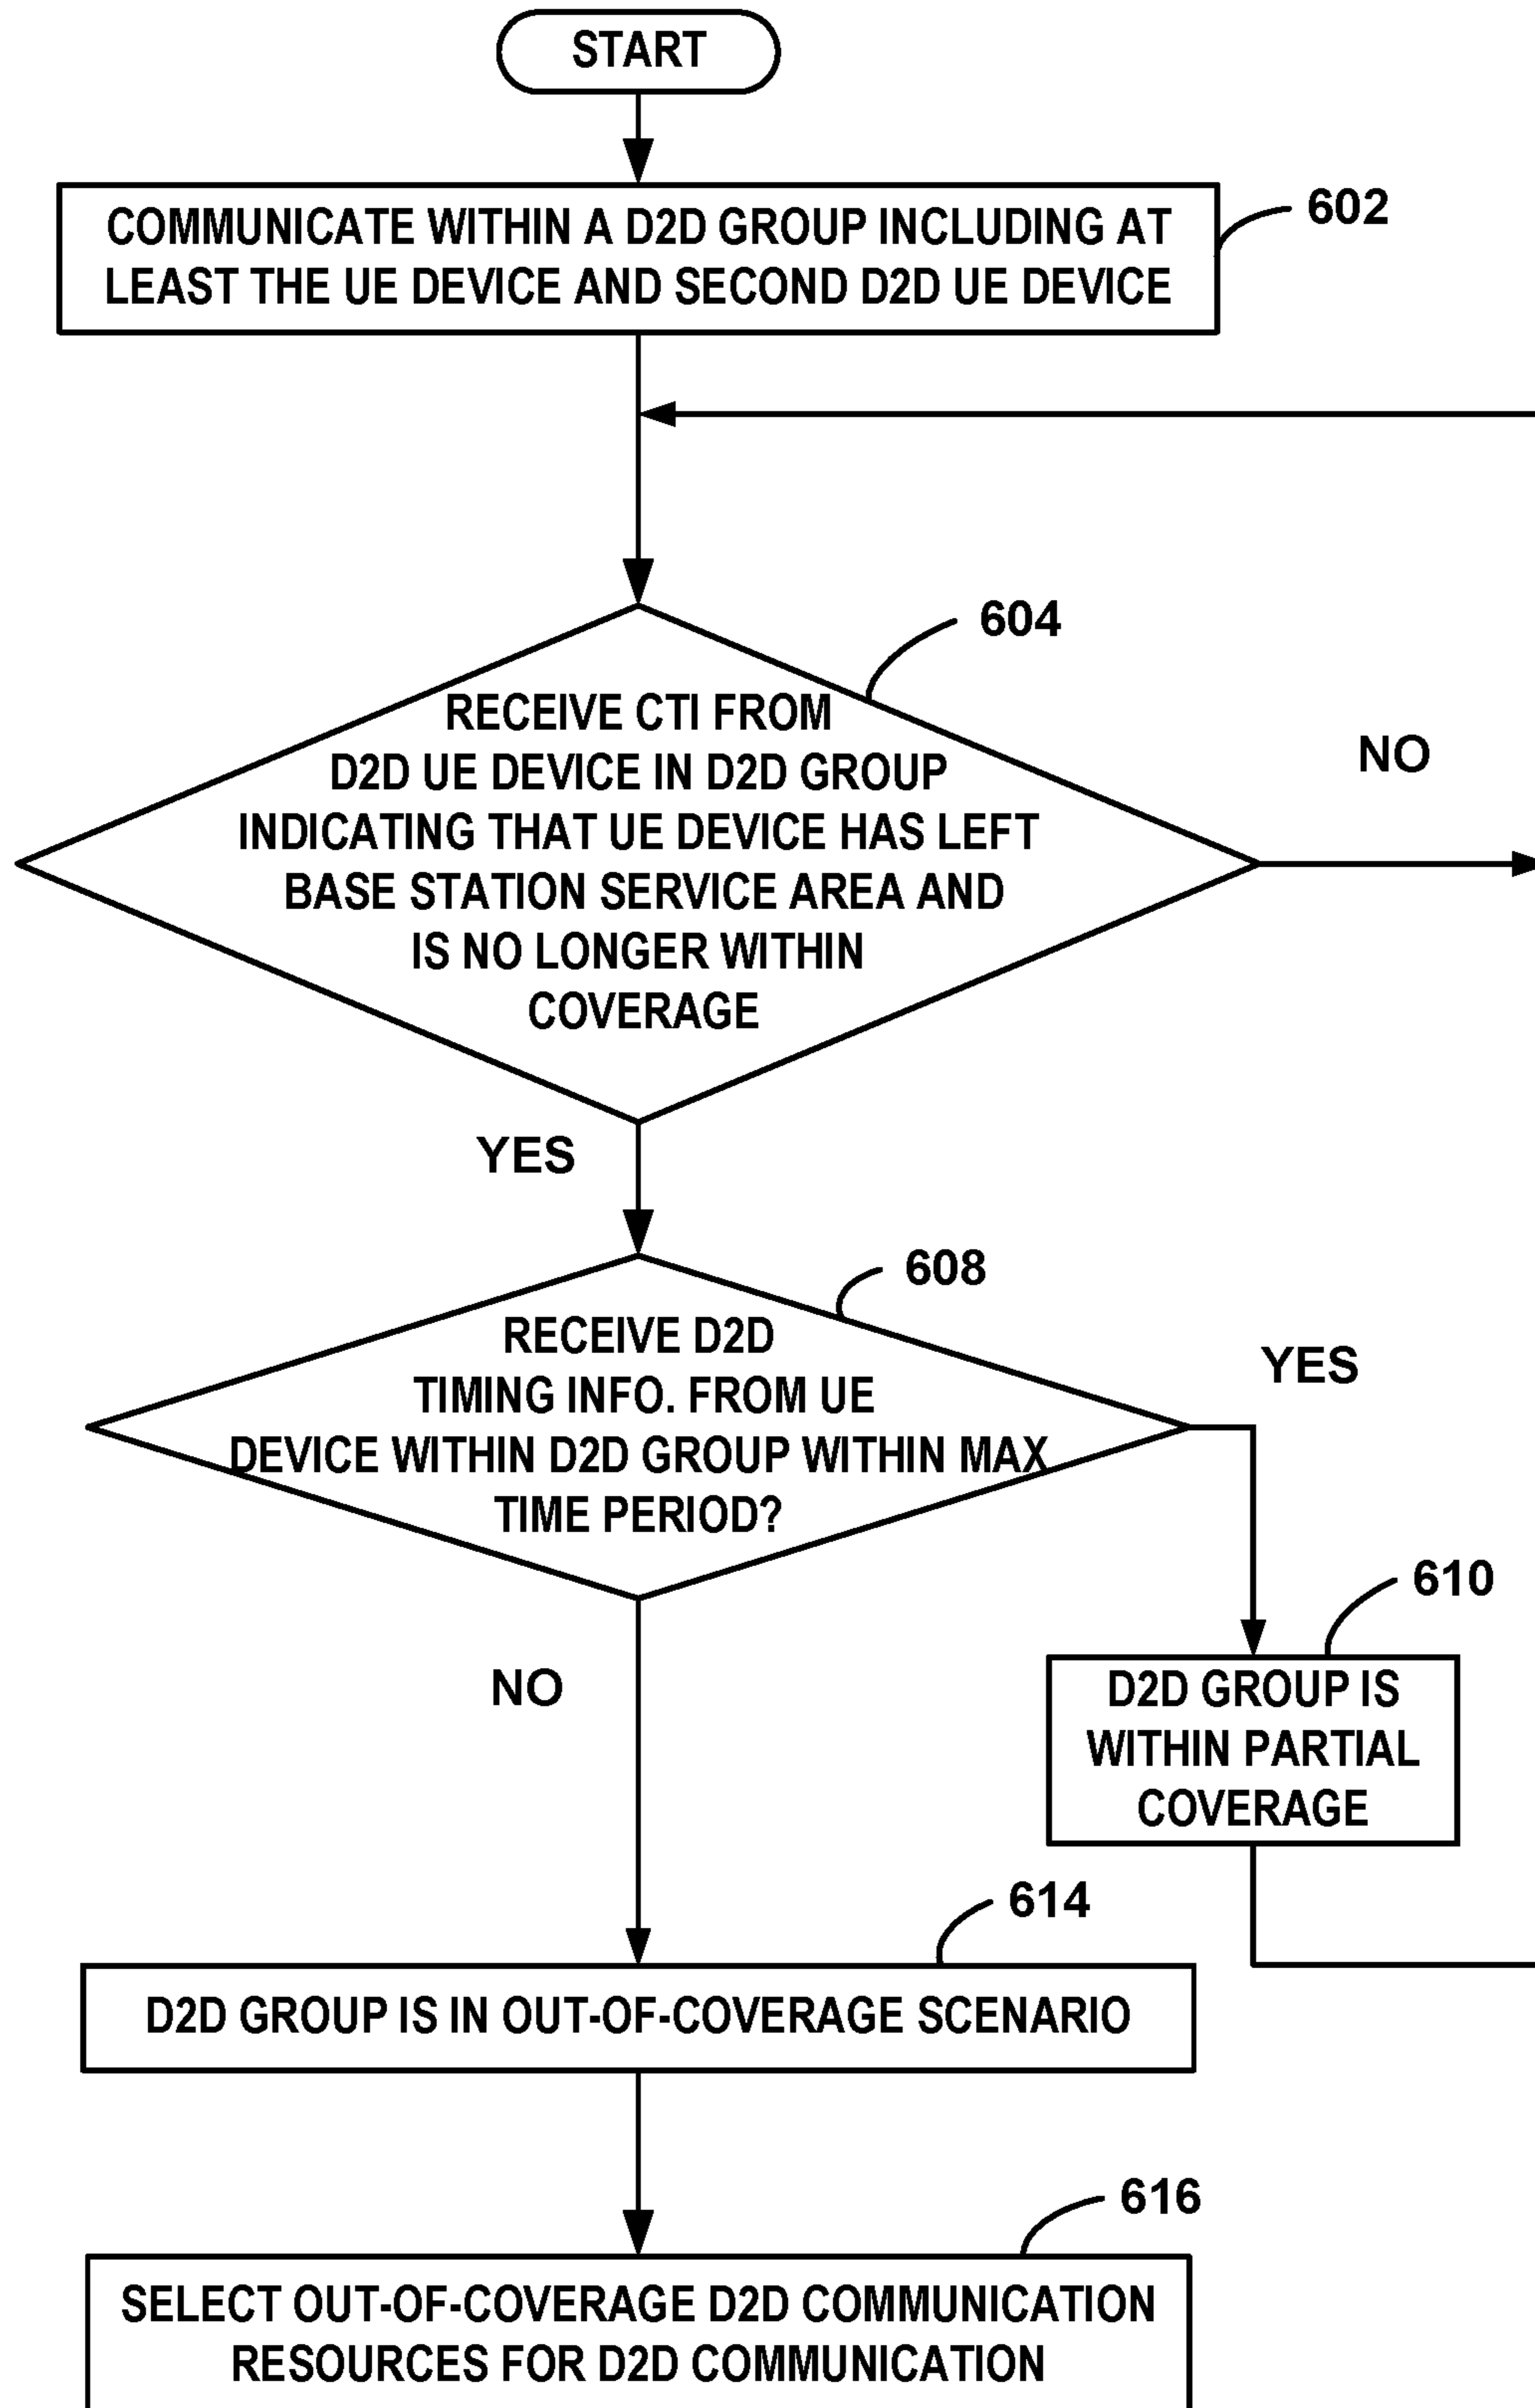 START
COMMUNICATE WITHIN A D2D GROUP INCLUDING AT
LEAST THE UE DEVICE AND SECOND D2D UE DEVICE
602
604
RECEIVE CTI FROM
D2D UE DEVICE IN D2D GROUP
INDICATING THAT UE DEVICE HAS LEFT
BASE STATION SERVICE AREA AND
IS NO LONGER WITHIN
COVERAGE
NO
YES
608
RECEIVE D2D
TIMING INFO. FROM UE
DEVICE WITHIN D2D GROUP WITHIN MAX
TIME PERIOD?
YES
NO
610
D2D GROUP IS
WITHIN PARTIAL
COVERAGE
614
D2D GROUP IS IN OUT-OF-COVERAGE SCENARIO
616
SELECT OUT-OF-COVERAGE D2D COMMUNICATION
RESOURCES FOR D2D COMMUNICATION